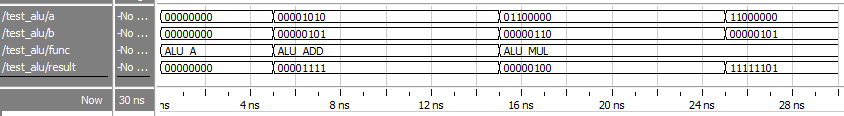 /test_alu/a -No ... 00000000 00001010 01100000 11000000
/test_alu/b -No ... 00000000 00000101 00000110 00000101
/test_alu/func -No ... ALU_A ALU_ADD ALU_MUL
/test_alu/result -No ... 00000000 00001111 00000100 11111101
Now 30 ns ns 4 ns 8 ns 12 ns 16 ns 20 ns 24 ns 28 ns